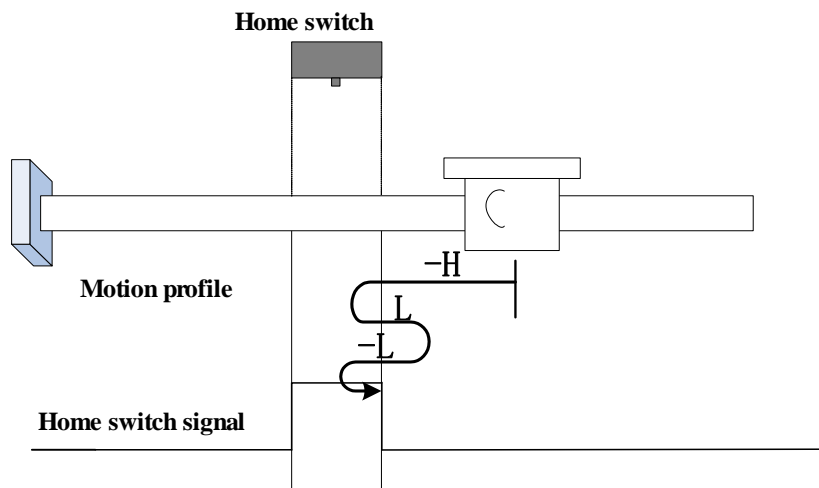 Home switch
−H
Motion profile
L
−L
Home switch signal